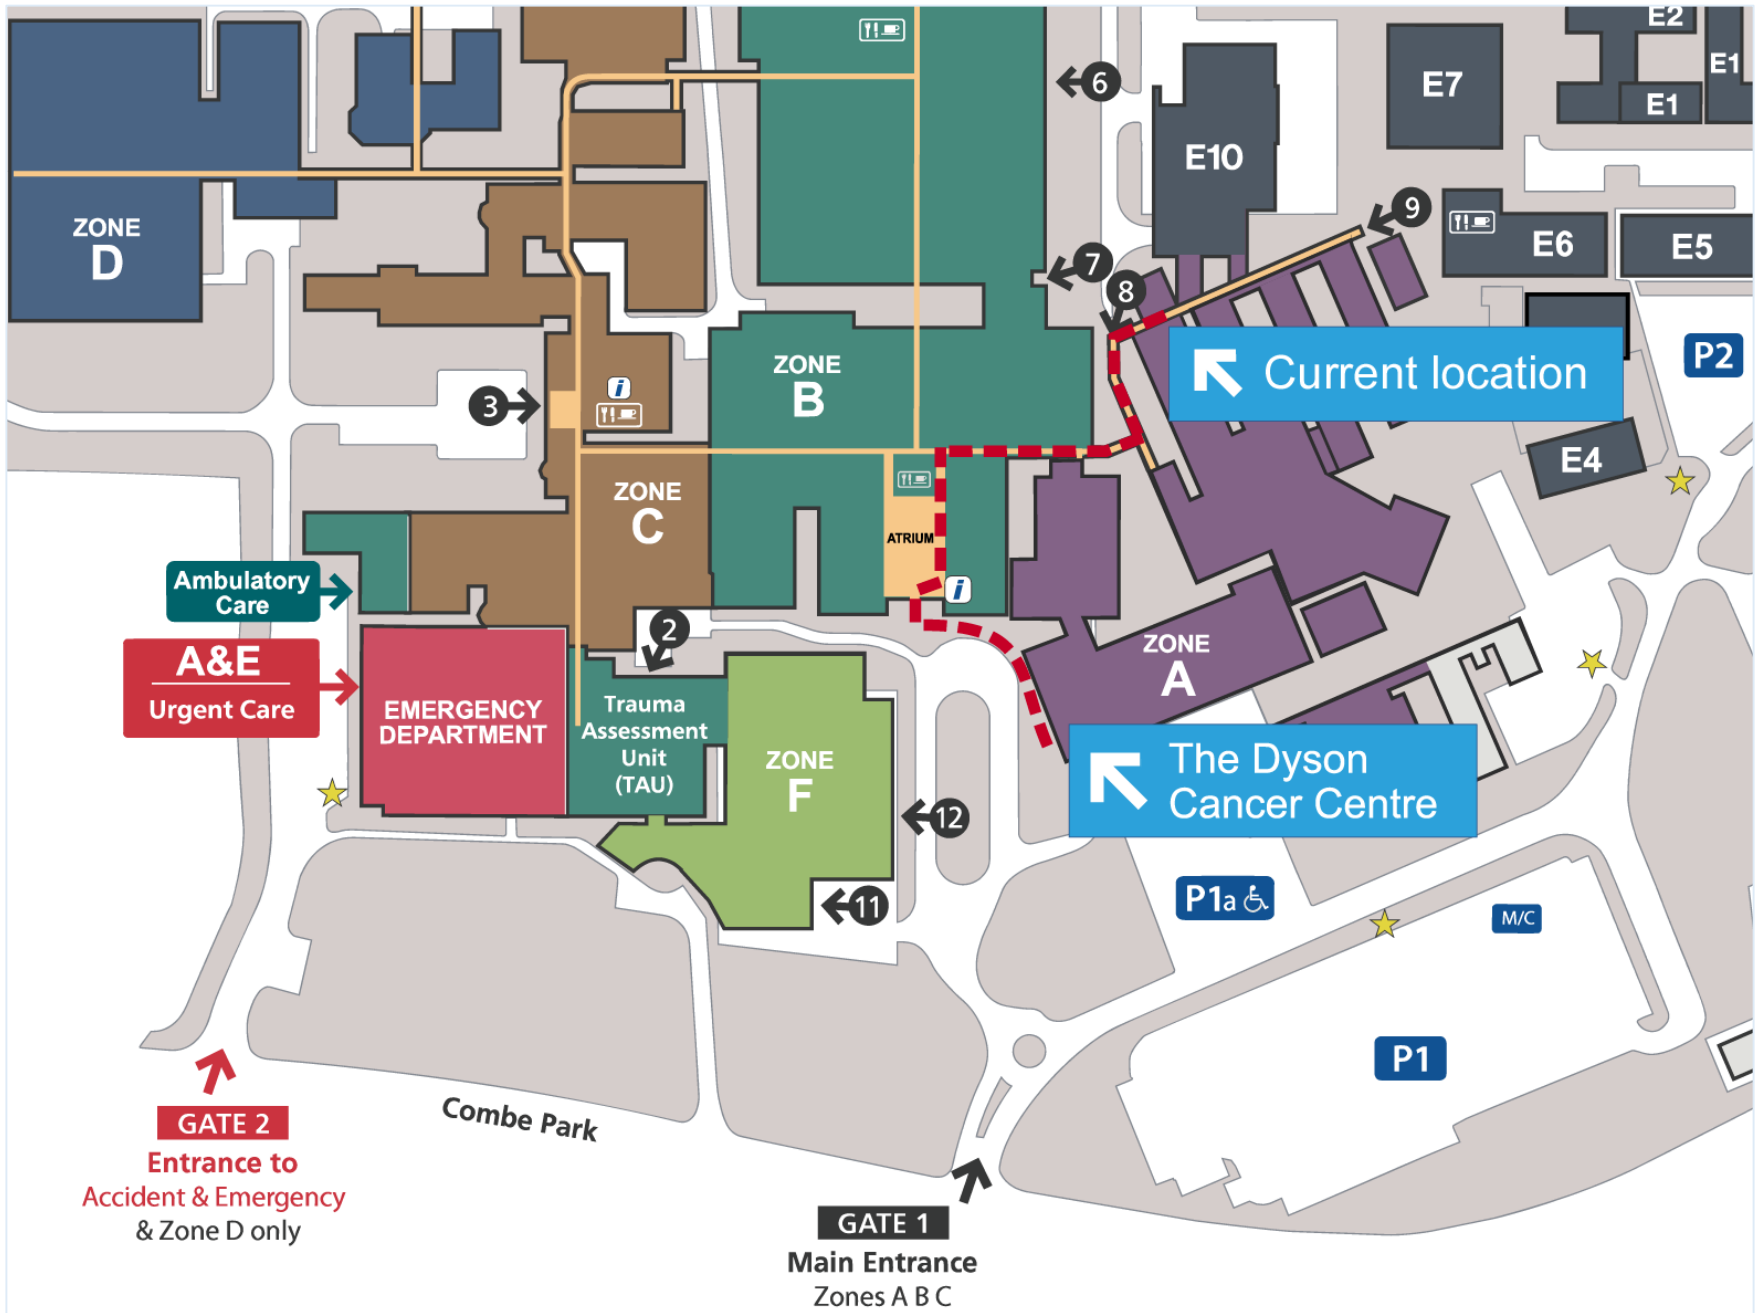 E2
E1
E7
E1
6
E10
ZONE
D
9
E6
E5
7
8
P2
i
3
ZONE
B
Current location
ZONE
C
E4
ATRIUM
i
Ambulatory
Care
A&E
Urgent Care
2
ZONE
A
EMERGENCY
DEPARTMENT
Trauma
Assessment
Unit
(TAU)
ZONE
F
The Dyson
Cancer Centre
12
11
P1a
M/C
P1
Combe Park
GATE 2
Entrance to
Accident & Emergency
& Zone D only
GATE 1
Main Entrance
Zones A B C